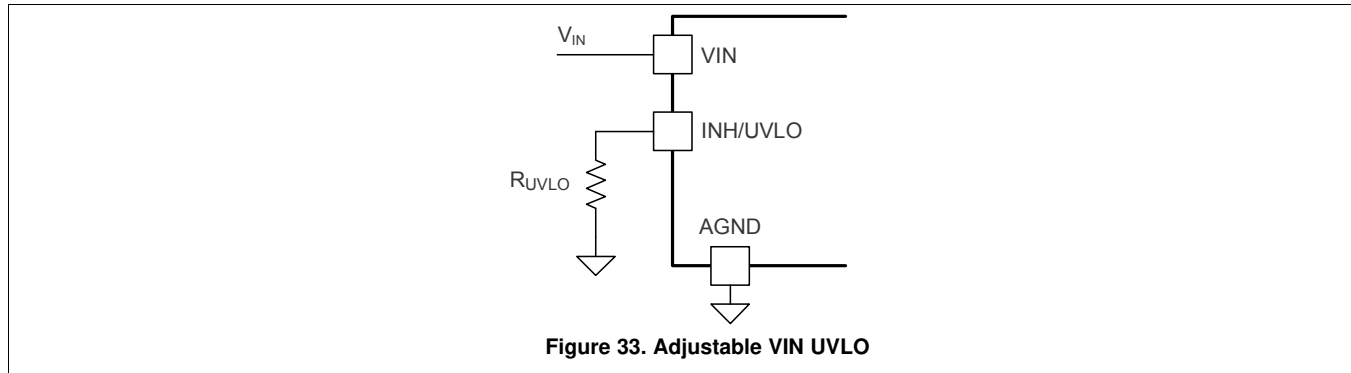 V_IN
VIN
INH/UVLO
R_UVLO
AGND
Figure 33. Adjustable VIN UVLO